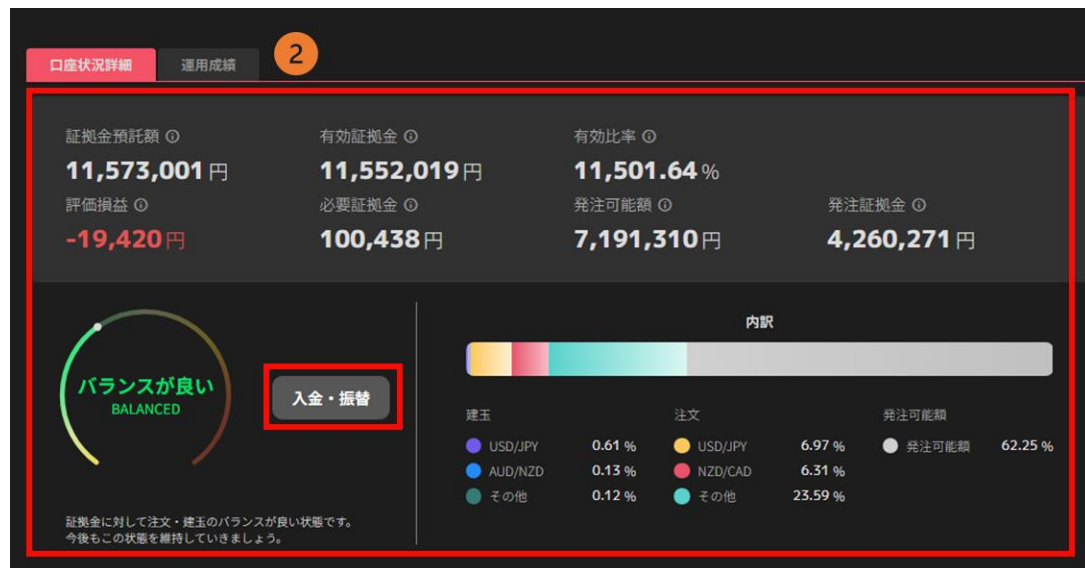 口座状況詳細 運用成績 2
証拠金預託額 有効証拠金 有効比率
11,573,001円 11,552,019円 11,501.64%
評価損益 必要証拠金 発注可能額 発注証拠金
-19,420円 100,438円 7,191,310円 4,260,271円
内訳
バランスが良い
BALANCED
入金・振替
建玉 注文 発注可能額
USD/JPY 0.61% USD/JPY 6.97% 発注可能額 62.25%
AUD/NZD 0.13% NZD/CAD 6.31%
その他 0.12% その他 23.59%
証拠金に対して注文・建玉のバランスが良い状態です。
今後もこの状態を維持していきましょう。